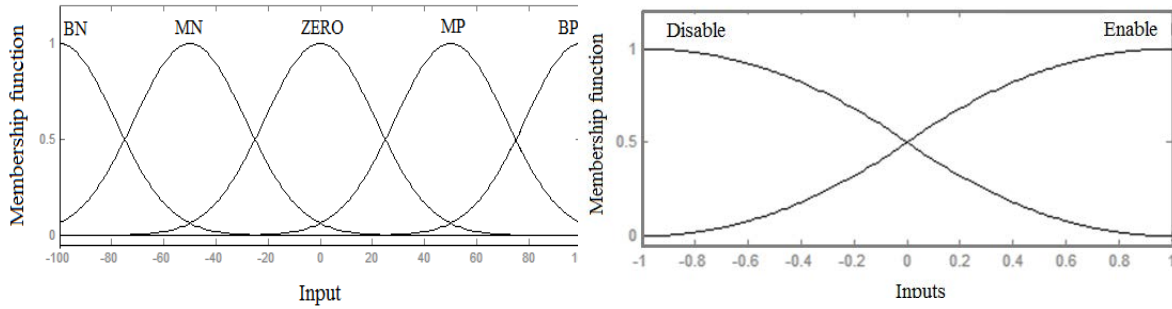 BN MN ZERO MP BP
Membership function
1
0.5
0
-100 -80 -60 -40 -20 0 20 40 60 80
Input
Disable Enable
Membership function
1
0.5
0
-1 -0.8 -0.6 -0.4 -0.2 0 0.2 0.4 0.6 0.8 1
Inputs